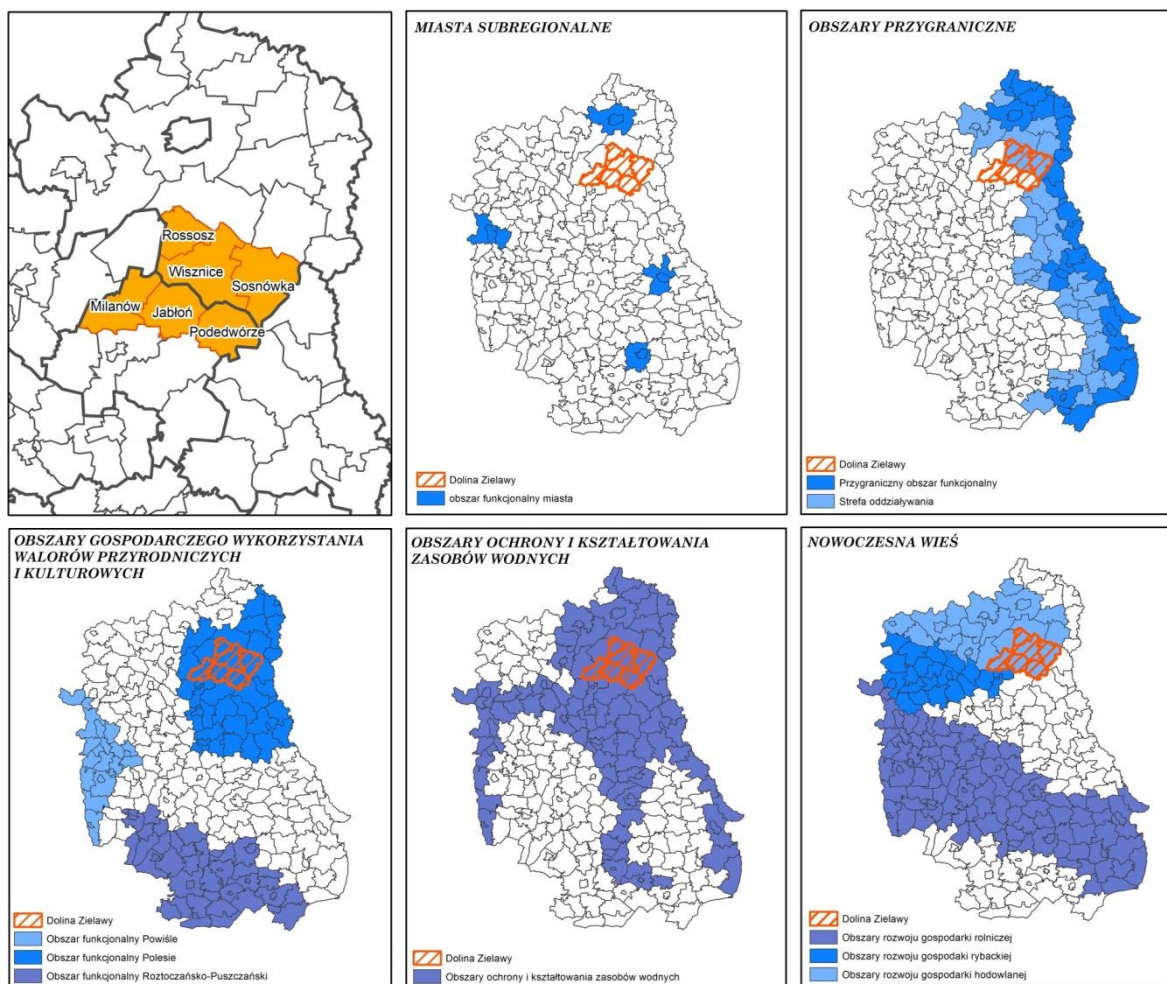 Rossosz
Wisznice
Sosnówka
Milanów
Jabłoń
Podedwórze
MIASTA SUBREGIONALNE
Dolina Zielawy
obszar funkcjonalny miasta
OBSZARY PRZYGRANICZNE
Dolina Zielawy
Przygraniczny obszar funkcjonalny
Strefa oddziaływania
OBSZARY GOSPODARCZEGO WYKORZYSTANIA
WALORÓW PRZYRODNICZYCH
I KULTUROWYCH
Dolina Zielawy
Obszar funkcjonalny Powiśle
Obszar funkcjonalny Polesie
Obszar funkcjonalny Roztoczańsko-Puszczański
OBSZARY OCHRONY I KSZTAŁTOWANIA
ZASOBÓW WODNYCH
Dolina Zielawy
Obszary ochrony i kształtowania zasobów wodnych
NOWOCZESNA WIEŚ
Dolina Zielawy
Obszary rozwoju gospodarki rolniczej
Obszary rozwoju gospodaki rybackiej
Obszary rozwoju gospodarki hodowlanej